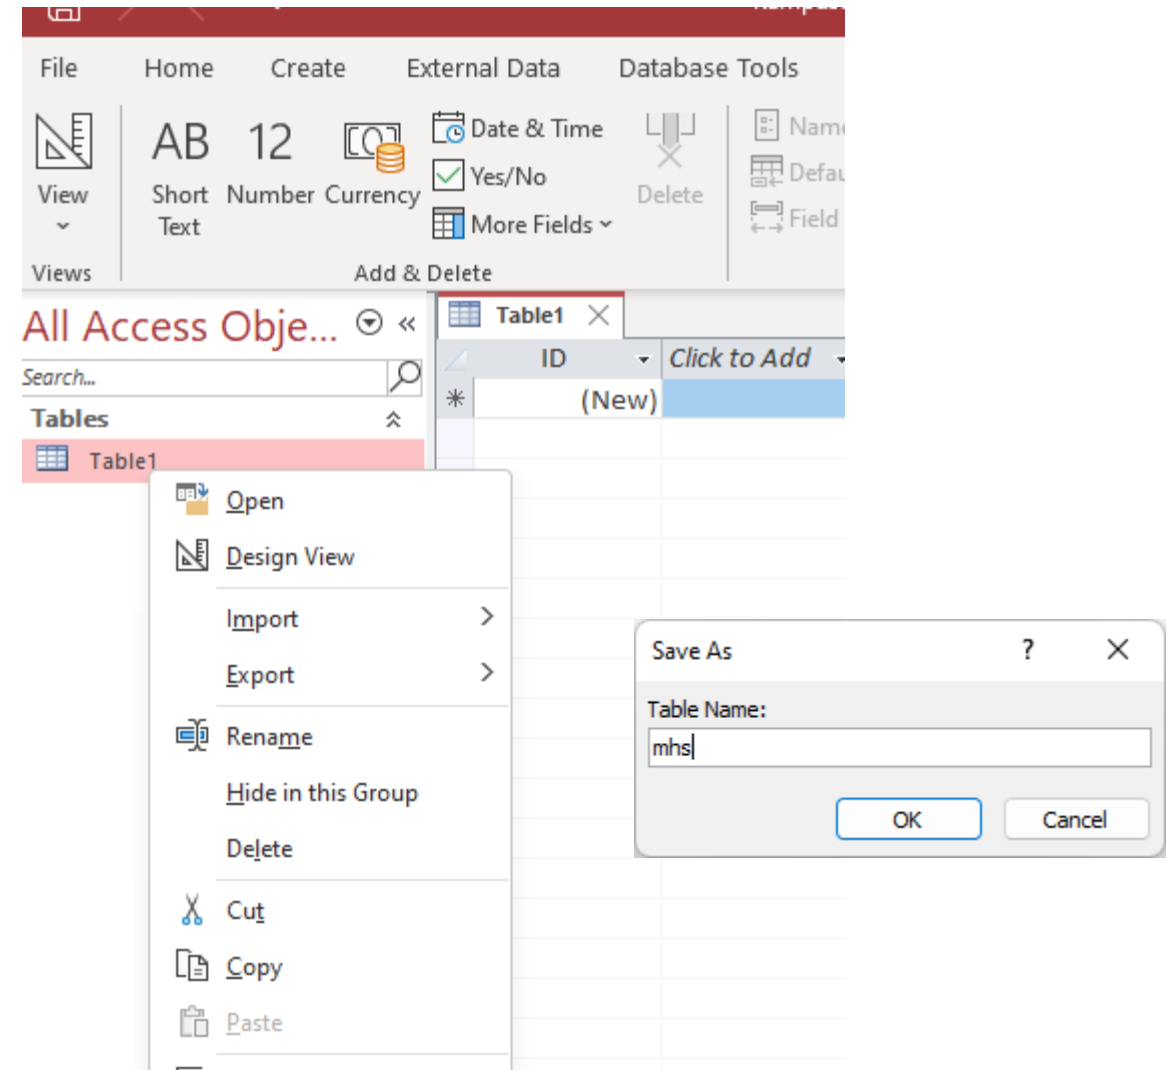 File Home Create External Data Database Tools
AB 12
Date & Time
Yes/No
More Fields
View
Short Text
Number
Currency
Delete
Field
Views
Add & Delete
All Access Obje... «
Search...
Tables
Table1
Table1
ID Click to Add
* (New)
Open
Design View
Import
Export
Rename
Hide in this Group
Delete
Cut
Copy
Paste
Save As ?
Table Name:
mhs
OK Cancel